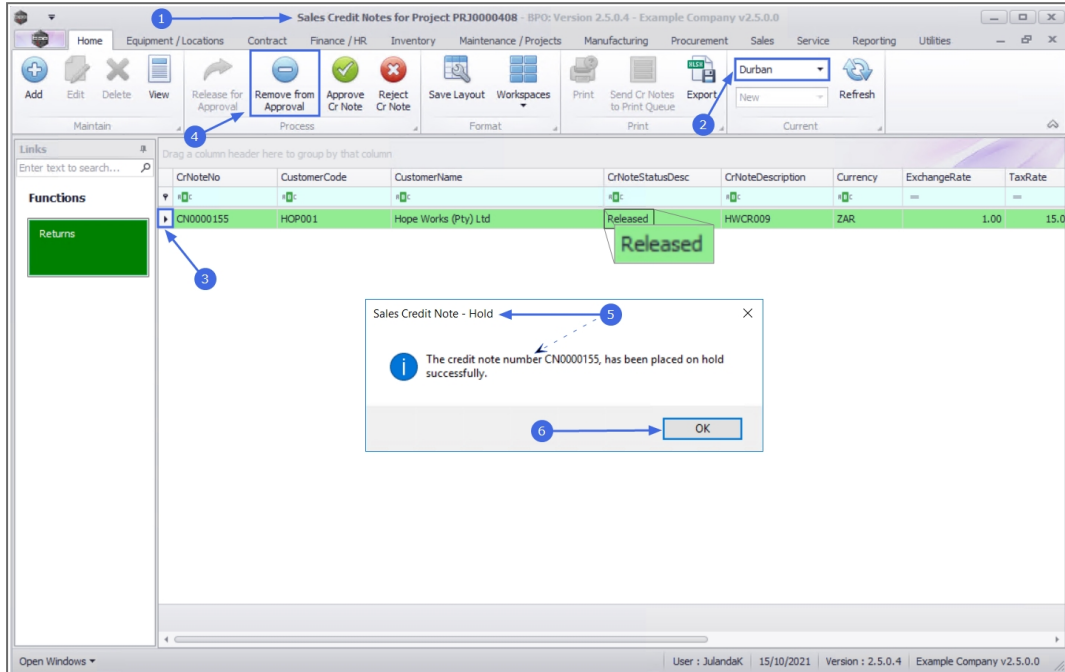 1
Sales Credit Notes for Project PRJ0000408 - BPO: Version 2.5.0.4 - Example Company v2.5.0.0
Home Equipment / Locations Contract Finance / HR Inventory Maintenance / Projects Manufacturing Procurement Sales Service Reporting Utilities
Add Edit Delete View Release for Approval Remove from Approval Approve Cr Note Reject Cr Note Save Layout Workspaces Print Send Cr Notes to Print Queue Export Durban New Refresh
4 2
Maintain Process Format Print Current
Links
Enter text to search...
Functions
Returns
Drag a column header here to group by that column
CrNoteNo CustomerCode CustomerName CrNoteStatusDesc CrNoteDescription Currency ExchangeRate TaxRate
CN0000155 HOP001 Hope Works (Pty) Ltd Released HWCR009 ZAR 1.00 15.0
Released
3
Sales Credit Note - Hold
5
The credit note number CN0000155, has been placed on hold
successfully.
6
OK
Open Windows User : JulandaK 15/10/2021 Version : 2.5.0.4 Example Company v2.5.0.0